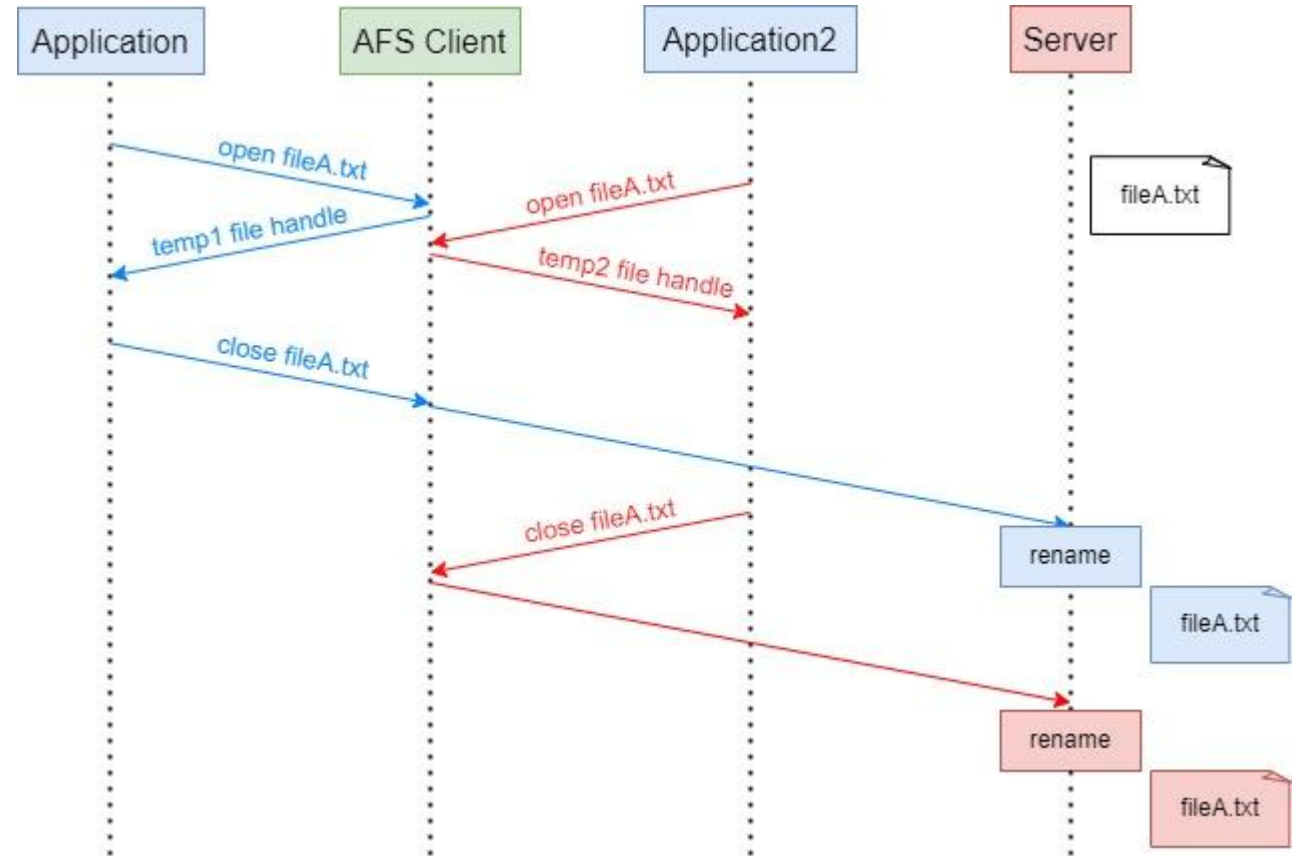 Application
AFS Client
Application2
Server
open fileA.txt
open fileA.txt
fileA.txt
temp1 file handle
temp2 file handle
close fileA.txt
close fileA.txt
rename
fileA.txt
rename
fileA.txt